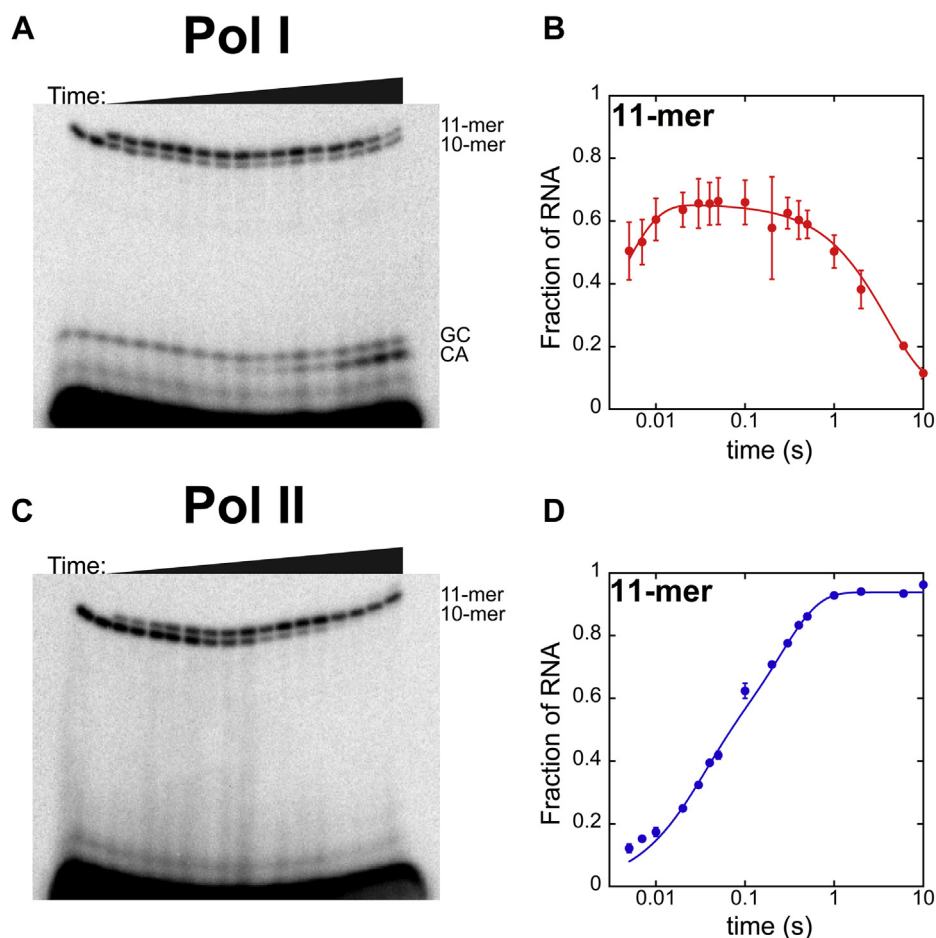 A
Pol I
Time:
11-mer
10-mer
GC
CA
B
11-mer
Fraction of RNA
1
0.8
0.6
0.4
0.2
0
0.01
0.1
1
10
time (s)
C
Pol II
Time:
11-mer
10-mer
D
11-mer
Fraction of RNA
1
0.8
0.6
0.4
0.2
0
0.01
0.1
1
10
time (s)